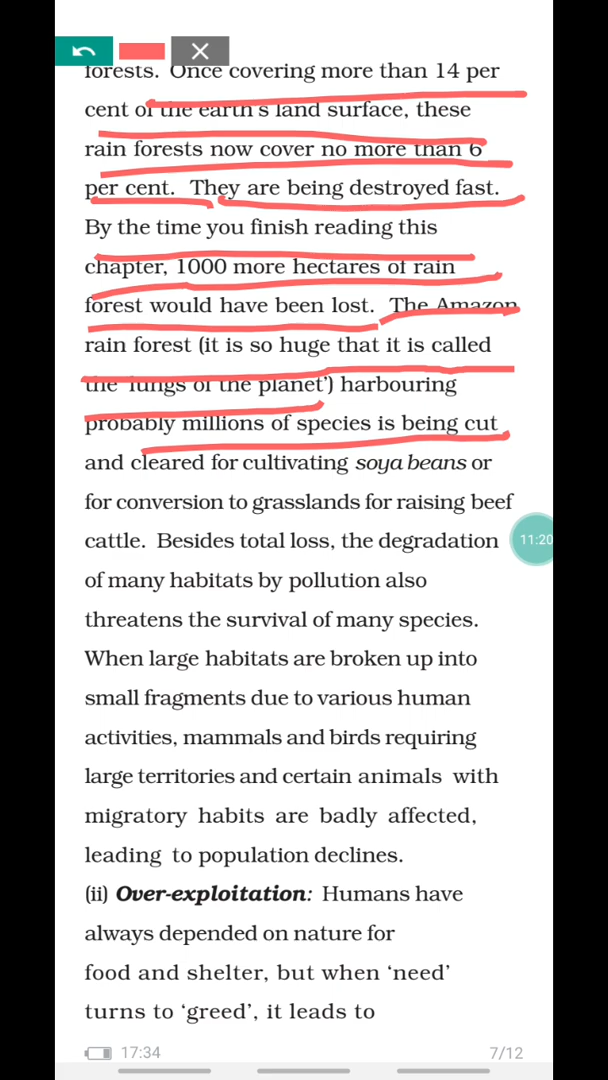 forests. Once covering more than 14 per
cent of the earth's land surface, these
rain forests now cover no more than 6
per cent. They are being destroyed fast.
By the time you finish reading this
chapter, 1000 more hectares of rain
forest would have been lost. The Amazon
rain forest (it is so huge that it is called
the 'lungs of the planet') harbouring
probably millions of species is being cut
and cleared for cultivating soya beans or
for conversion to grasslands for raising beef
cattle. Besides total loss, the degradation
11:20
of many habitats by pollution also
threatens the survival of many species.
When large habitats are broken up into
small fragments due to various human
activities, mammals and birds requiring
large territories and certain animals with
migratory habits are badly affected,
leading to population declines.
(ii) Over-exploitation: Humans have
always depended on nature for
food and shelter, but when 'need'
turns to 'greed', it leads to
17:34 7/12